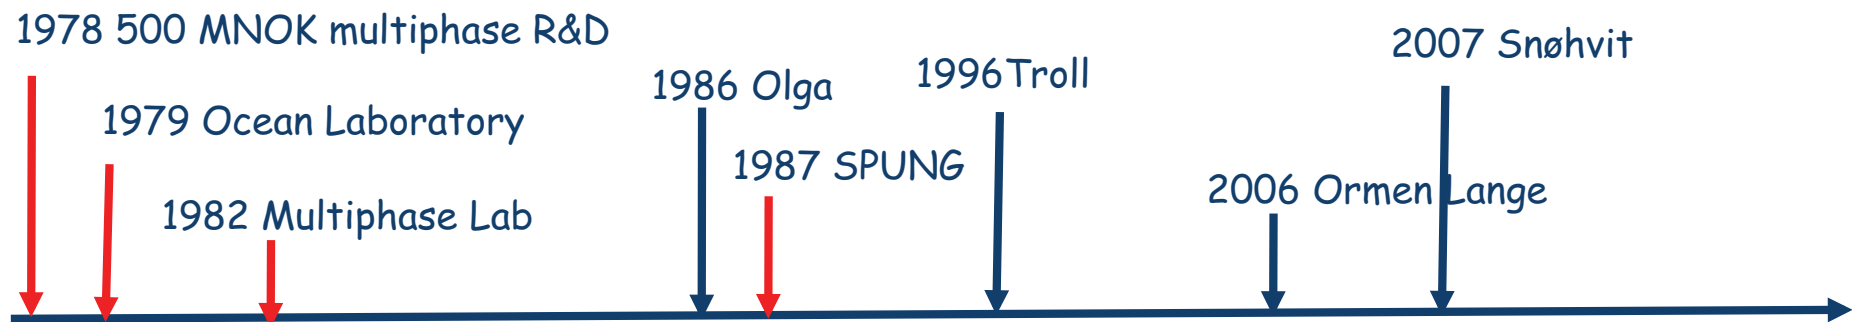 1978 500 MNOK multiphase R&D
1979 Ocean Laboratory
1982 Multiphase Lab
1986 Olga
1987 SPUNG
1996Troll
2006 Ormen Lange
2007 Snøhvit